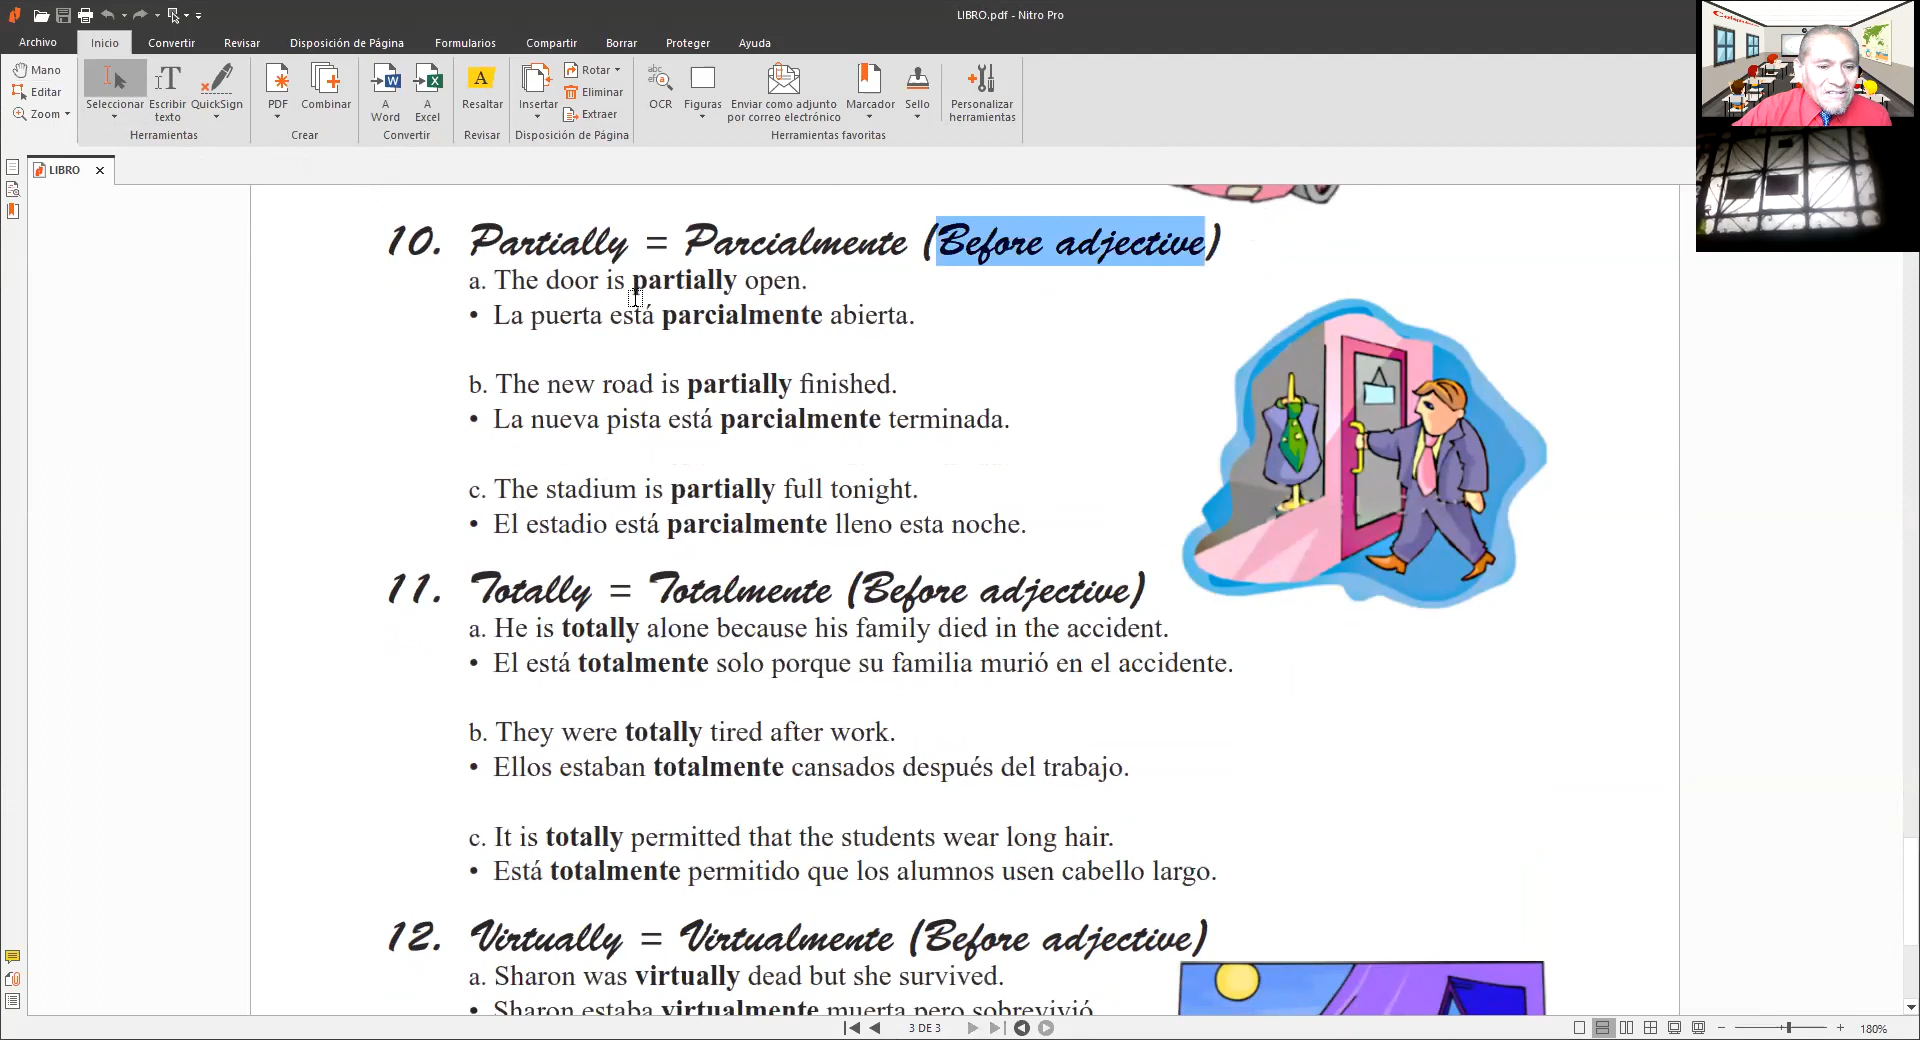 LIBRO.pdf - Nitro Pro
Archivo Inicio Convertir Revisar Disposición de Página Formularios Compartir Borrar Proteger Ayuda
Mano
Editar
Zoom
Seleccionar
Escribir texto
QuickSign
Herramientas
PDF
Combinar
Crear
A Word
A Excel
Convertir
A
Resaltar
Revisar
Insertar
Rotar
Eliminar
Extraer
Disposición de Página
OCR
Figuras
Enviar como adjunto por correo electrónico
Marcador
Sello
Personalizar herramientas
Herramientas favoritas
LIBRO
10. Partially = Parcialmente (Before adjective)
a. The door is partially open.
• La puerta está parcialmente abierta.
b. The new road is partially finished.
• La nueva pista está parcialmente terminada.
c. The stadium is partially full tonight.
• El estadio está parcialmente lleno esta noche.
11. Totally = Totalmente (Before adjective)
a. He is totally alone because his family died in the accident.
• El está totalmente solo porque su familia murió en el accidente.
b. They were totally tired after work.
• Ellos estaban totalmente cansados después del trabajo.
c. It is totally permitted that the students wear long hair.
• Está totalmente permitido que los alumnos usen cabello largo.
12. Virtually = Virtualmente (Before adjective)
a. Sharon was virtually dead but she survived.
• Sharon estaba virtualmente muerta pero sobrevivió
3 DE 3
180%